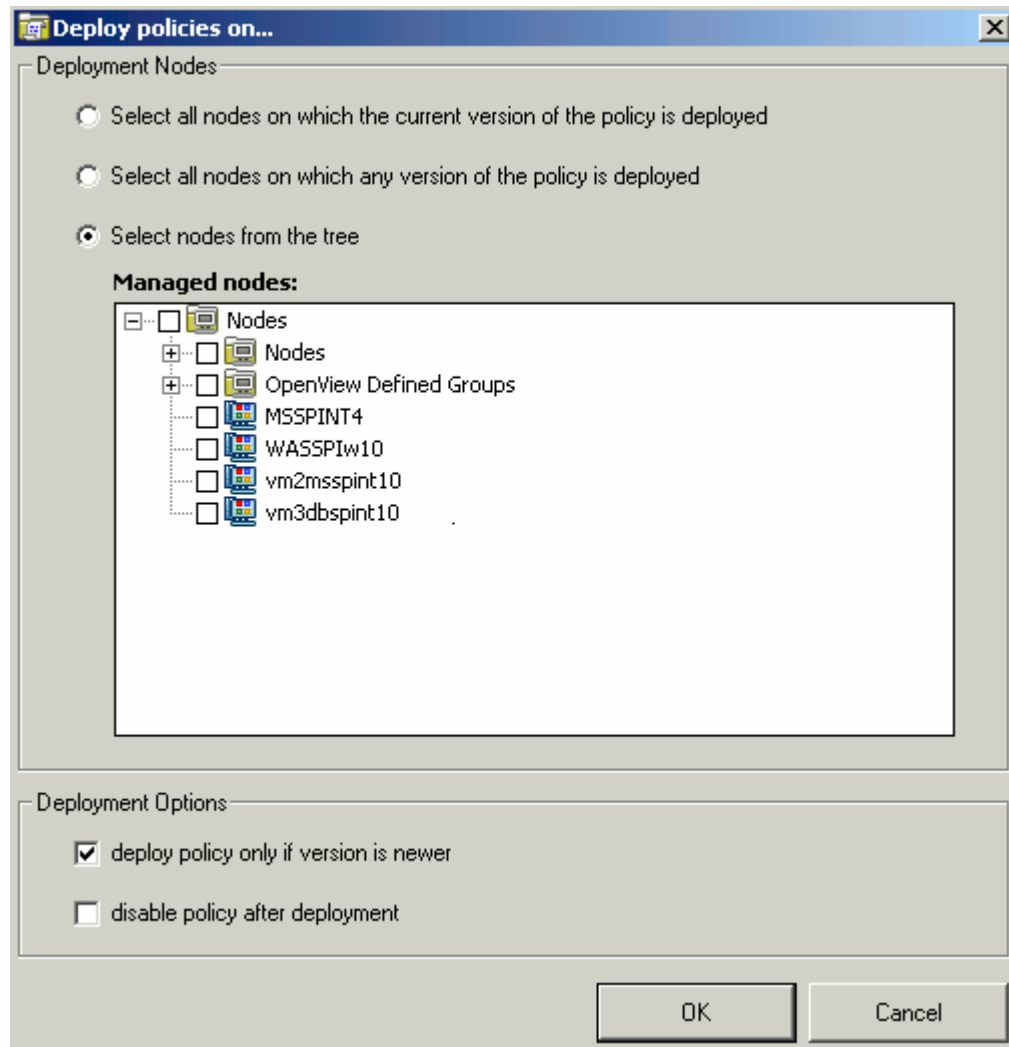 Deploy policies on...
Deployment Nodes
Select all nodes on which the current version of the policy is deployed
Select all nodes on which any version of the policy is deployed
Select nodes from the tree
Managed nodes:
Nodes
Nodes
OpenView Defined Groups
MSSPINT4
WASSPIw10
vm2msspint10
vm3dbspint10
Deployment Options
deploy policy only if version is newer
disable policy after deployment
OK Cancel